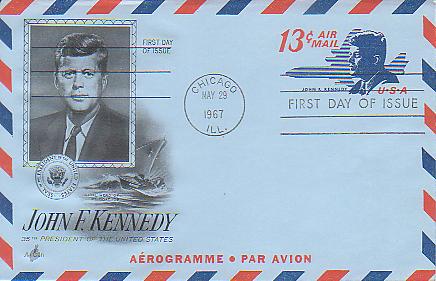 FIRST DAY
OF ISSUE
13¢ AIR
MAIL
JOHN F. KENNEDY
U·S·A
CHICAGO
MAY 29
1967
ILL.
FIRST DAY OF ISSUE
JOHN F. KENNEDY
35TH PRESIDENT OF THE UNITED STATES
AÉROGRAMME • PAR AVION